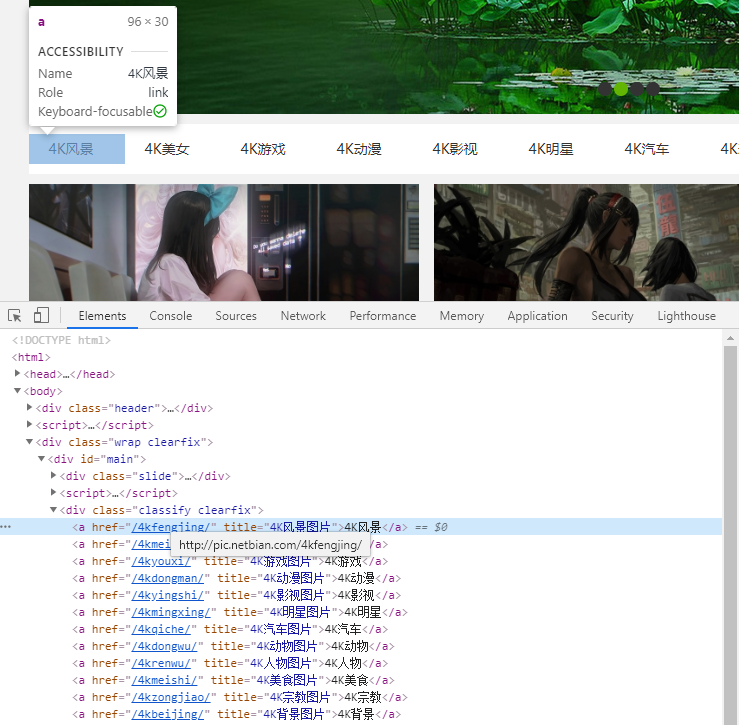 a 96 × 30
ACCESSIBILITY
Name 4K风景
Role link
Keyboard-focusable
4K风景 4K美女 4K游戏 4K动漫 4K影视 4K明星 4K汽车
Elements Console Sources Network Performance Memory Application Security Lighthouse
<!DOCTYPE html>
<html>
<head>…</head>
<body>
<div class="header">…</div>
<script>…</script>
<div class="wrap clearfix">
<div id="main">
<div class="slide">…</div>
<script>…</script>
<div class="classify clearfix">
<a href="/4kfengjing/" title="4K风景图片">4K风景</a> == $0
http://pic.netbian.com/4kfengjing/
<a href="/4kmei
a>
<a href="/4kyouxi/" title="4K游戏图片">4K游戏</a>
<a href="/4kdongman/" title="4K动漫图片">4K动漫</a>
<a href="/4kyingshi/" title="4K影视图片">4K影视</a>
<a href="/4kmingxing/" title="4K明星图片">4K明星</a>
<a href="/4kqiche/" title="4K汽车图片">4K汽车</a>
<a href="/4kdongwu/" title="4K动物图片">4K动物</a>
<a href="/4krenwu/" title="4K人物图片">4K人物</a>
<a href="/4kmeishi/" title="4K美食图片">4K美食</a>
<a href="/4kzongjiao/" title="4K宗教图片">4K宗教</a>
<a href="/4kbeijing/" title="4K背景图片">4K背景</a>